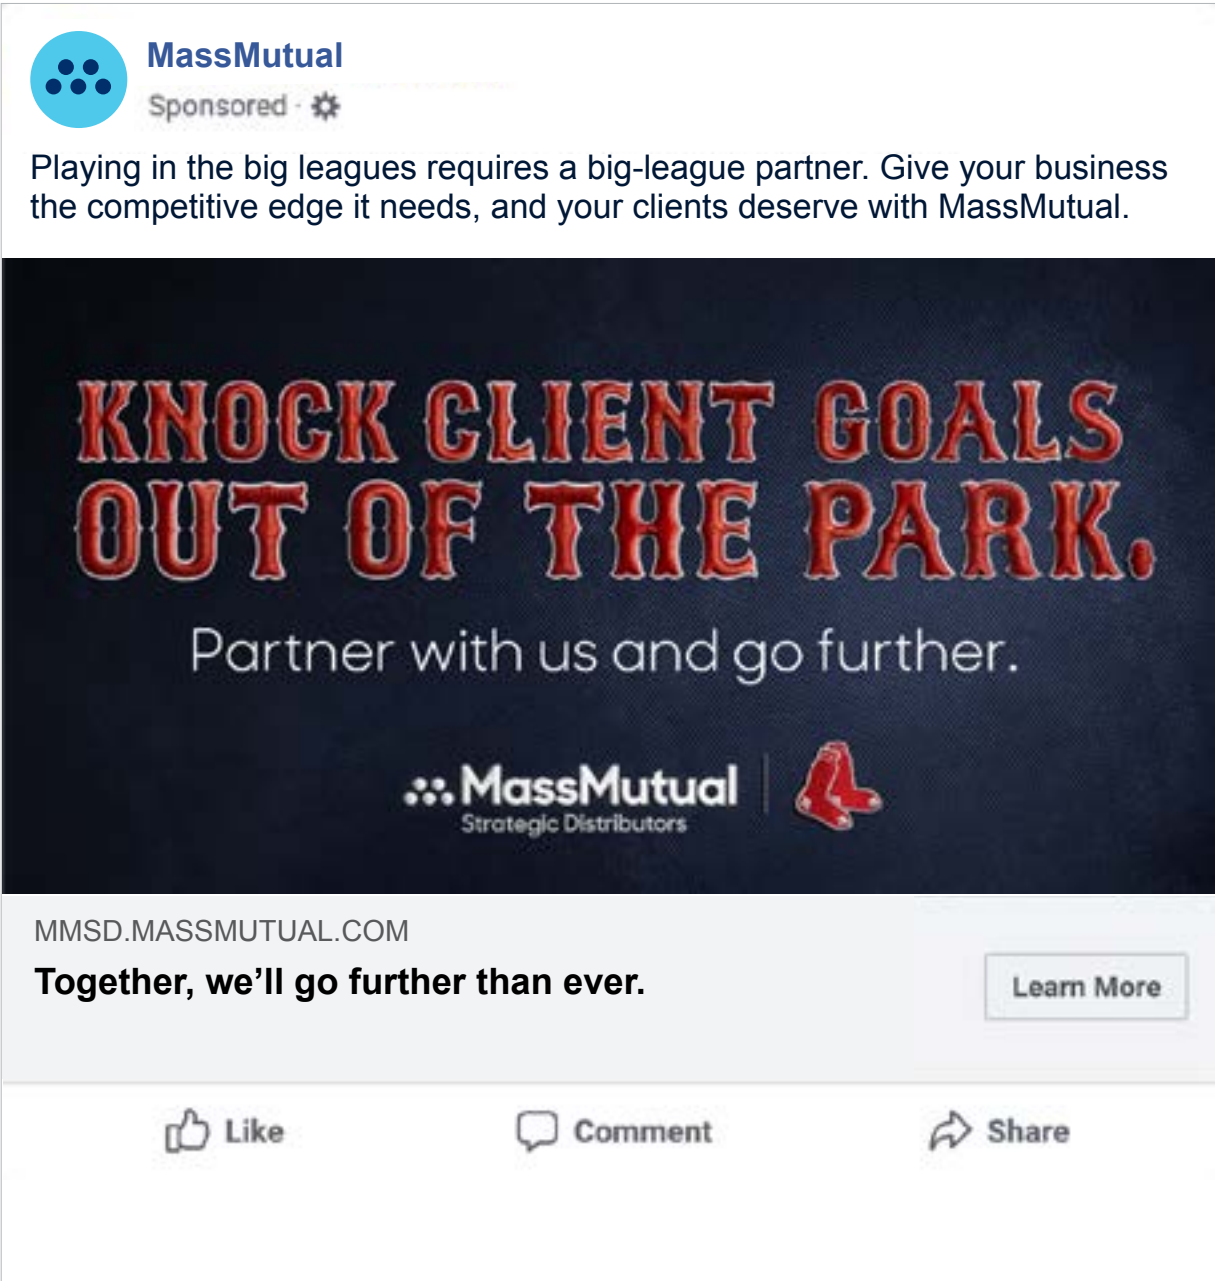 MassMutual
Sponsored ·
Playing in the big leagues requires a big-league partner. Give your business
the competitive edge it needs, and your clients deserve with MassMutual.
KNOCK CLIENT GOALS
OUT OF THE PARK.
Partner with us and go further.
MassMutual
Strategic Distributors
MMSD.MASSMUTUAL.COM
Together, we’ll go further than ever.
Learn More
Like
Comment
Share